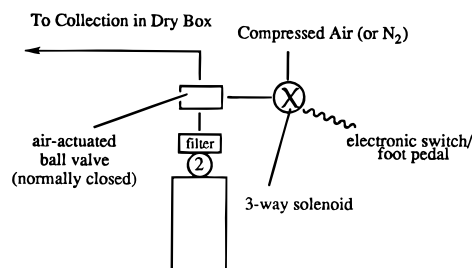 To Collection in Dry Box
Compressed Air (or N₂)
X
air-actuated
ball valve
(normally closed)
filter
2
electronic switch/
foot pedal
3-way solenoid